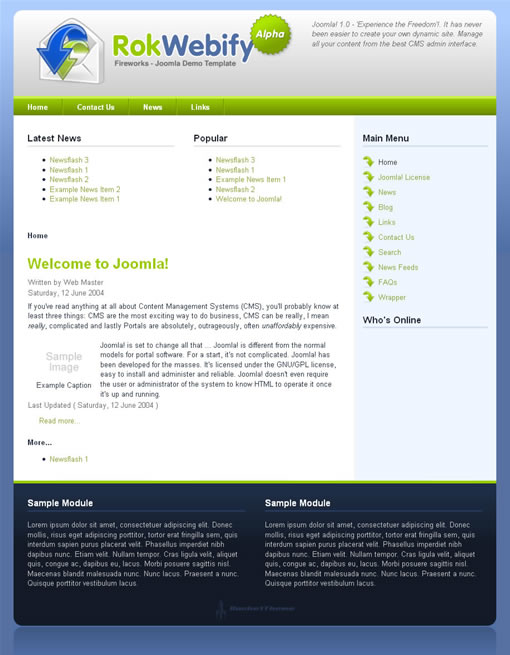 RokWebify
Alpha
Fireworks - Joomla Demo Template
Joomla! 1.0 - 'Experience the Freedom'!. It has never
been easier to create your own dynamic site. Manage
all your content from the best CMS admin interface.
Home Contact Us News Links
Latest News
Newsflash 3
Newsflash 1
Newsflash 2
Example News Item 2
Example News Item 1
Popular
Newsflash 3
Newsflash 1
Example News Item 1
Newsflash 2
Welcome to Joomla!
Main Menu
Home
Joomla! License
News
Blog
Links
Contact Us
Search
News Feeds
FAQs
Wrapper
Who's Online
Home
Welcome to Joomla!
Written by Web Master
Saturday, 12 June 2004
If you've read anything at all about Content Management Systems (CMS), you'll probably know at
least three things: CMS are the most exciting way to do business, CMS can be really, I mean
really, complicated and lastly Portals are absolutely, outrageously, often unaffordably expensive.
Sample
Image
Example Caption
Joomla! is set to change all that ... Joomla! is different from the normal
models for portal software. For a start, it's not complicated. Joomla! has
been developed for the masses. It's licensed under the GNU/GPL license,
easy to install and administer and reliable. Joomla! doesn't even require
the user or administrator of the system to know HTML to operate it once
it's up and running.
Last Updated ( Saturday, 12 June 2004 )
Read more...
More...
Newsflash 1
Sample Module
Lorem ipsum dolor sit amet, consectetuer adipiscing elit. Donec
mollis, risus eget adipiscing porttitor, tortor erat fringilla sem, quis
interdum sapien purus placerat velit. Phasellus imperdiet nibh
dapibus nunc. Etiam velit. Nullam tempor. Cras ligula velit, aliquet
quis, congue ac, dapibus eu, lacus. Morbi posuere sagittis nisl.
Maecenas blandit malesuada nunc. Nunc lacus. Praesent a nunc.
Quisque porttitor vestibulum lacus.
Sample Module
Lorem ipsum dolor sit amet, consectetuer adipiscing elit. Donec
mollis, risus eget adipiscing porttitor, tortor erat fringilla sem, quis
interdum sapien purus placerat velit. Phasellus imperdiet nibh
dapibus nunc. Etiam velit. Nullam tempor. Cras ligula velit, aliquet
quis, congue ac, dapibus eu, lacus. Morbi posuere sagittis nisl.
Maecenas blandit malesuada nunc. Nunc lacus. Praesent a nunc.
Quisque porttitor vestibulum lacus.